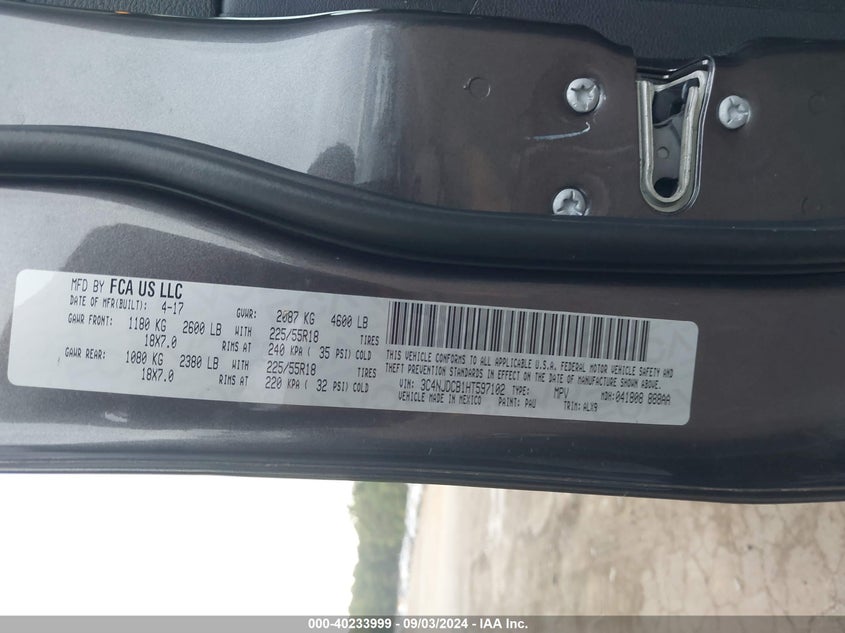 MFD BY FCA US LLC
DATE OF MFR(BUILT): 4-17 GVWR: 2087 KG 4600 LB
GAWR FRONT: 1180 KG 2600 LB WITH 225/55R18 TIRES
18X7.0 RIMS AT 240 KPA ( 35 PSI) COLD
GAWR REAR: 1080 KG 2380 LB WITH 225/55R18 TIRES
18X7.0 RIMS AT 220 KPA ( 32 PSI) COLD
THIS VEHICLE CONFORMS TO ALL APPLICABLE U.S.A. FEDERAL MOTOR VEHICLE SAFETY AND
THEFT PREVENTION STANDARDS IN EFFECT ON THE DATE OF MANUFACTURE SHOWN ABOVE.
VIN: 3C4NJDCB1HT597102 TYPE: MPV MDH: 041808 888AA
VEHICLE MADE IN MEXICO PAINT: PAU TRIM: ALX9
000-40233999 - 09/03/2024 - IAA Inc.